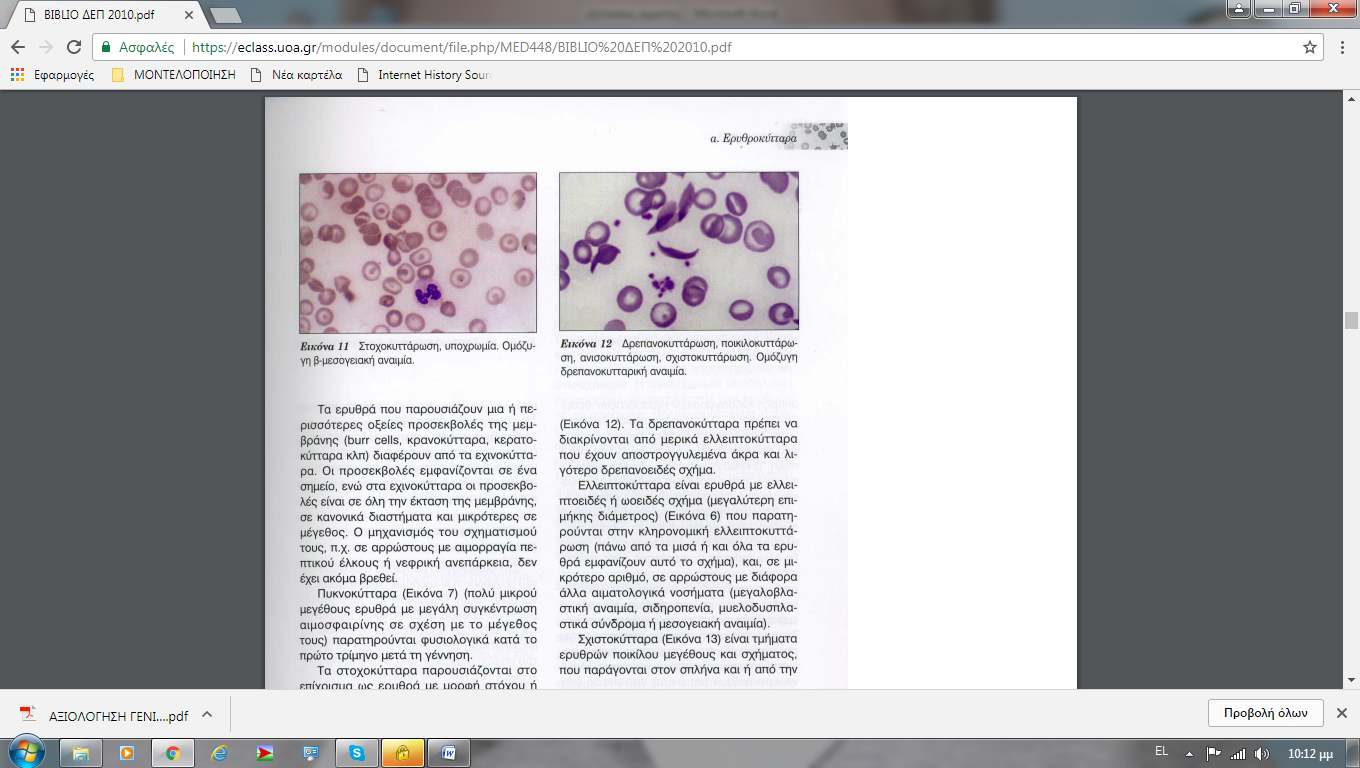 BIBLIO ΔΕΠ 2010.pdf
Ασφαλές
https://eclass.uoa.gr/modules/document/file.php/MED448/BIBLIO%20ΔΕΠ%202010.pdf
Εφαρμογές
ΜΟΝΤΕΛΟΠΟΙΗΣΗ
Νέα καρτέλα
Internet History Sour
α. Ερυθροκύτταρα
Εικόνα 11 Στοχοκυττάρωση, υποχρωμία. Ομόζυ-
γη β-μεσογειακή αναιμία.
Τα ερυθρά που παρουσιάζουν μια ή πε-
ρισσότερες οξείες προσεκβολές της μεμ-
βράνης (burr cells, κρανοκύτταρα, κερατο-
κύτταρα κλπ) διαφέρουν από τα εχινοκύττα-
ρα. Οι προσεκβολές εμφανίζονται σε ένα
σημείο, ενώ στα εχινοκύτταρα οι προσεκβο-
λές είναι σε όλη την έκταση της μεμβράνης,
σε κανονικά διαστήματα και μικρότερες σε
μέγεθος. Ο μηχανισμός του σχηματισμού
τους, π.χ. σε αρρώστους με αιμορραγία πε-
πτικού έλκους ή νεφρική ανεπάρκεια, δεν
έχει ακόμα βρεθεί.
Πυκνοκύτταρα (Εικόνα 7) (πολύ μικρού
μεγέθους ερυθρά με μεγάλη συγκέντρωση
αιμοσφαιρίνης σε σχέση με το μέγεθος
τους) παρατηρούνται φυσιολογικά κατά το
πρώτο τρίμηνο μετά τη γέννηση.
Τα στοχοκύτταρα παρουσιάζονται στο
επίχρισμα ως ερυθρά με μορφή στόχου ή
Εικόνα 12 Δρεπανοκυττάρωση, ποικιλοκυττάρω-
ση, ανισοκυττάρωση, σχιστοκυττάρωση. Ομόζυγη
δρεπανοκυτταρική αναιμία.
(Εικόνα 12). Τα δρεπανοκύτταρα πρέπει να
διακρίνονται από μερικά ελλειπτοκύτταρα
που έχουν αποστρογγυλεμένα άκρα και λι-
γότερο δρεπανοειδές σχήμα.
Ελλειπτοκύτταρα είναι ερυθρά με ελλει-
πτοειδές ή ωοειδές σχήμα (μεγαλύτερη επι-
μήκης διάμετρος) (Εικόνα 6) που παρατη-
ρούνται στην κληρονομική ελλειπτοκυττά-
ρωση (πάνω από τα μισά ή και όλα τα ερυ-
θρά εμφανίζουν αυτό το σχήμα), και, σε μι-
κρότερο αριθμό, σε αρρώστους με διάφορα
άλλα αιματολογικά νοσήματα (μεγαλοβλα-
στική αναιμία, σιδηροπενία, μυελοδυσπλα-
στικά σύνδρομα ή μεσογειακή αναιμία).
Σχιστοκύτταρα (Εικόνα 13) είναι τμήματα
ερυθρών ποικίλου μεγέθους και σχήματος,
που παράγονται στον σπλήνα και ή από την
ΑΞΙΟΛΟΓΗΣΗ ΓΕΝΙ....pdf
Προβολή όλων
EL
10:12 μμ